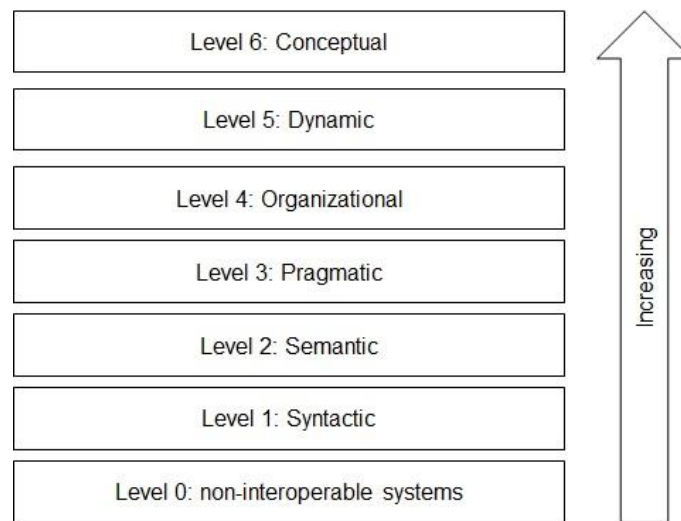 Level 6: Conceptual
Level 5: Dynamic
Level 4: Organizational
Level 3: Pragmatic
Level 2: Semantic
Level 1: Syntactic
Level 0: non-interoperable systems
Increasing